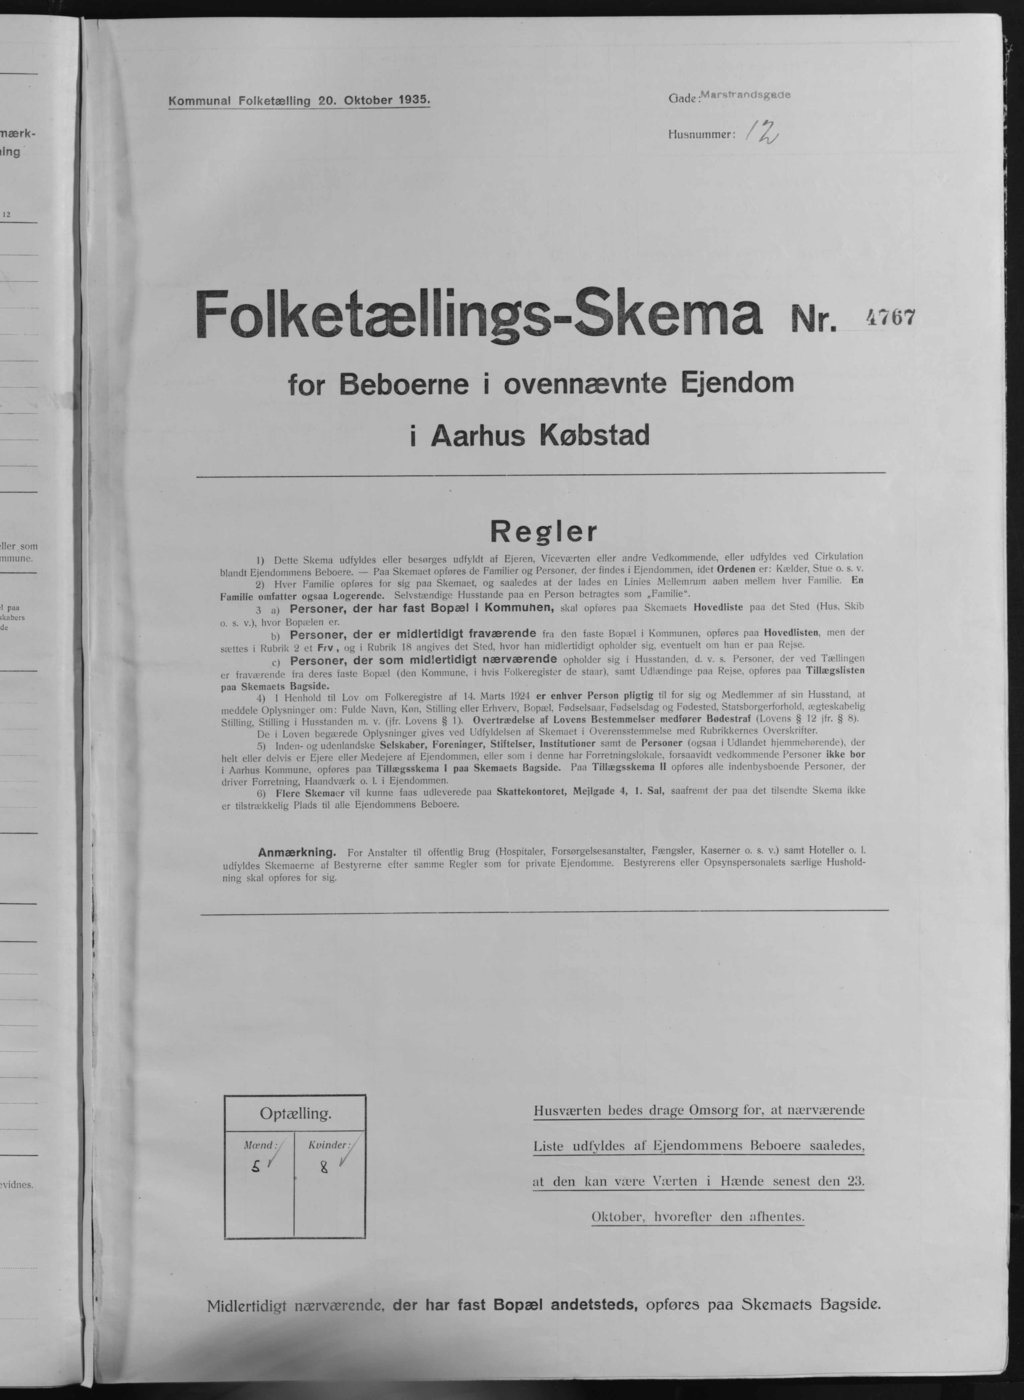 mærk-
ing
12
eller som
mmune.
l paa
skabers
de
evidnes.
Kommunal Folketælling 20. Oktober 1935.
Gade: Marstrandsgade
Husnummer: 12
Folketællings-Skema Nr. 4767
for Beboerne i ovennævnte Ejendom
i Aarhus Købstad
Regler
1) Dette Skema udfyldes eller besørges udfyldt af Ejeren, Viceværten eller andre Vedkommende, eller udfyldes ved Cirkulation
blandt Ejendommens Beboere. — Paa Skemaet opføres de Familier og Personer, der findes i Ejendommen, idet Ordenen er: Kælder, Stue o. s. v.
2) Hver Familie opføres for sig paa Skemaet, og saaledes at der lades en Linies Mellemrum aaben mellem hver Familie. En
Familie omfatter ogsaa Logerende. Selvstændige Husstande paa en Person betragtes som „Familie".
3 a) Personer, der har fast Bopæl i Kommunen, skal opføres paa Skemaets Hovedliste paa det Sted (Hus, Skib
o. s. v.), hvor Bopælen er.
b) Personer, der er midlertidigt fraværende fra den faste Bopæl i Kommunen, opføres paa Hovedlisten, men der
sættes i Rubrik 2 et Frv, og i Rubrik 18 angives det Sted, hvor han midlertidigt opholder sig, eventuelt om han er paa Rejse.
c) Personer, der som midlertidigt nærværende opholder sig i Husstanden, d. v. s. Personer, der ved Tællingen
er fraværende fra deres faste Bopæl (den Kommune, i hvis Folkeregister de staar), samt Udlændinge paa Rejse, opføres paa Tillægslisten
paa Skemaets Bagside.
4) I Henhold til Lov om Folkeregistre af 14. Marts 1924 er enhver Person pligtig til for sig og Medlemmer af sin Husstand, at
meddele Oplysninger om: Fulde Navn, Køn, Stilling eller Erhverv, Bopæl, Fødselsaar, Fødselsdag og Fødested, Statsborgerforhold, ægteskabelig
Stilling, Stilling i Husstanden m. v. (jfr. Lovens § 1). Overtrædelse af Lovens Bestemmelser medfører Bødestraf (Lovens § 12 jfr. § 8).
De i Loven begærede Oplysninger gives ved Udfyldelsen af Skemaet i Overensstemmelse med Rubrikkernes Overskrifter.
5) Inden- og udenlandske Selskaber, Foreninger, Stiftelser, Institutioner samt de Personer (ogsaa i Udlandet hjemmehørende), der
helt eller delvis er Ejere eller Medejere af Ejendommen, eller som i denne har Forretningslokale, forsaavidt vedkommende Personer ikke bor
i Aarhus Kommune, opføres paa Tillægsskema I paa Skemaets Bagside. Paa Tillægsskema II opføres alle indenbysboende Personer, der
driver Forretning, Haandværk o. l. i Ejendommen.
6) Flere Skemaer vil kunne faas udleverede paa Skattekontoret, Mejlgade 4, 1. Sal, saafremt der paa det tilsendte Skema ikke
er tilstrækkelig Plads til alle Ejendommens Beboere.
Anmærkning. For Anstalter til offentlig Brug (Hospitaler, Forsørgelsesanstalter, Fængsler, Kaserner o. s. v.) samt Hoteller o. l.
udfyldes Skemaerne af Bestyrerne efter samme Regler som for private Ejendomme. Bestyrerens eller Opsynspersonalets særlige Hushold-
ning skal opføres for sig.
Optælling.
Mænd: Kvinder:
5 8
Husværten bedes drage Omsorg for, at nærværende
Liste udfyldes af Ejendommens Beboere saaledes,
at den kan være Værten i Hænde senest den 23.
Oktober, hvorefter den afhentes.
Midlertidigt nærværende, der har fast Bopæl andetsteds, opføres paa Skemaets Bagside.